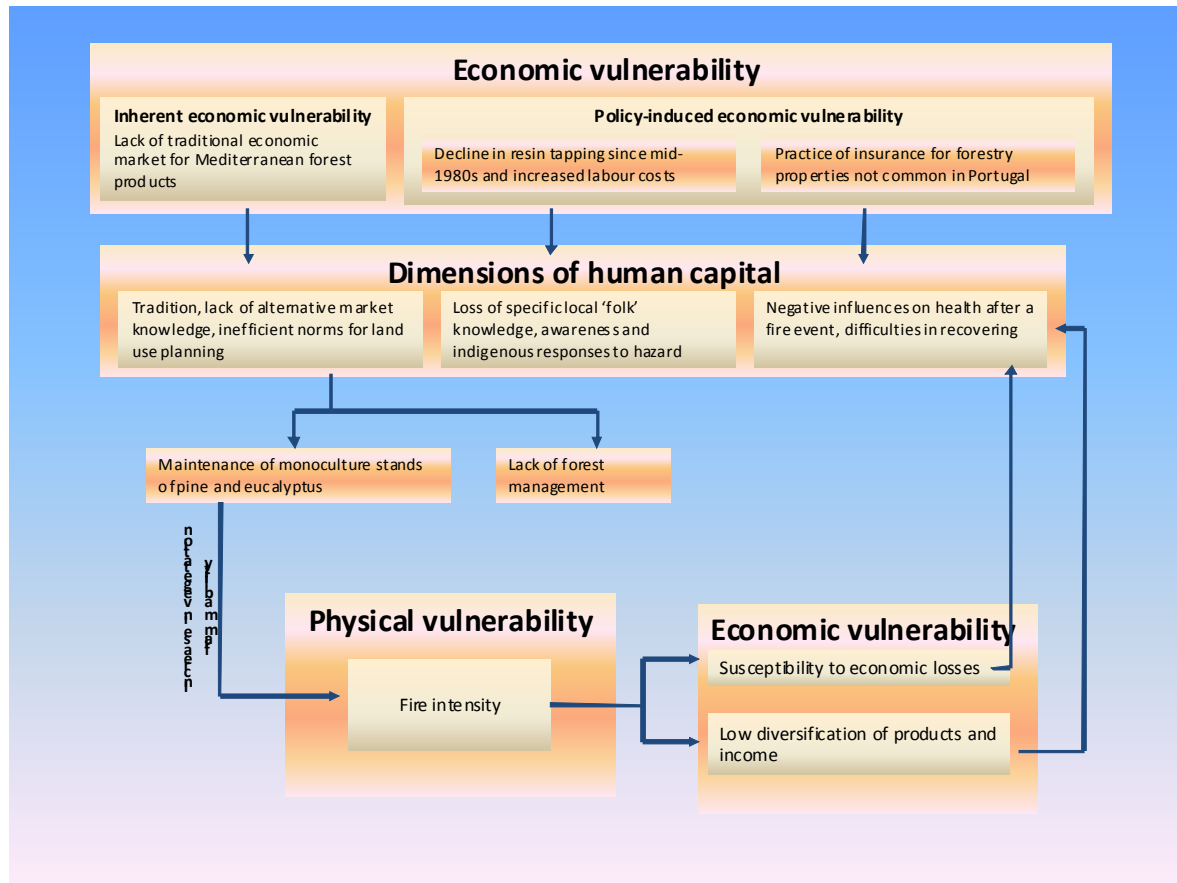 Economic vulnerability
Inherent economic vulnerability
Lack of traditional economic
market for Mediterranean forest
products
Policy-induced economic vulnerability
Decline in resin tapping since mid-
1980s and increased labour costs
Practice of insurance for forestry
properties not common in Portugal
Dimensions of human capital
Tradition, lack of alternative market
knowledge, inefficient norms for land
use planning
Loss of specific local ‘folk’
knowledge, awareness and
indigenous responses to hazard
Negative influences on health after a
fire event, difficulties in recovering
Maintenance of monoculture stands
of pine and eucalyptus
Lack of forest
management
Increase in vegetation
flammability
Physical vulnerability
Fire intensity
Economic vulnerability
Susceptibility to economic losses
Low diversification of products and
income